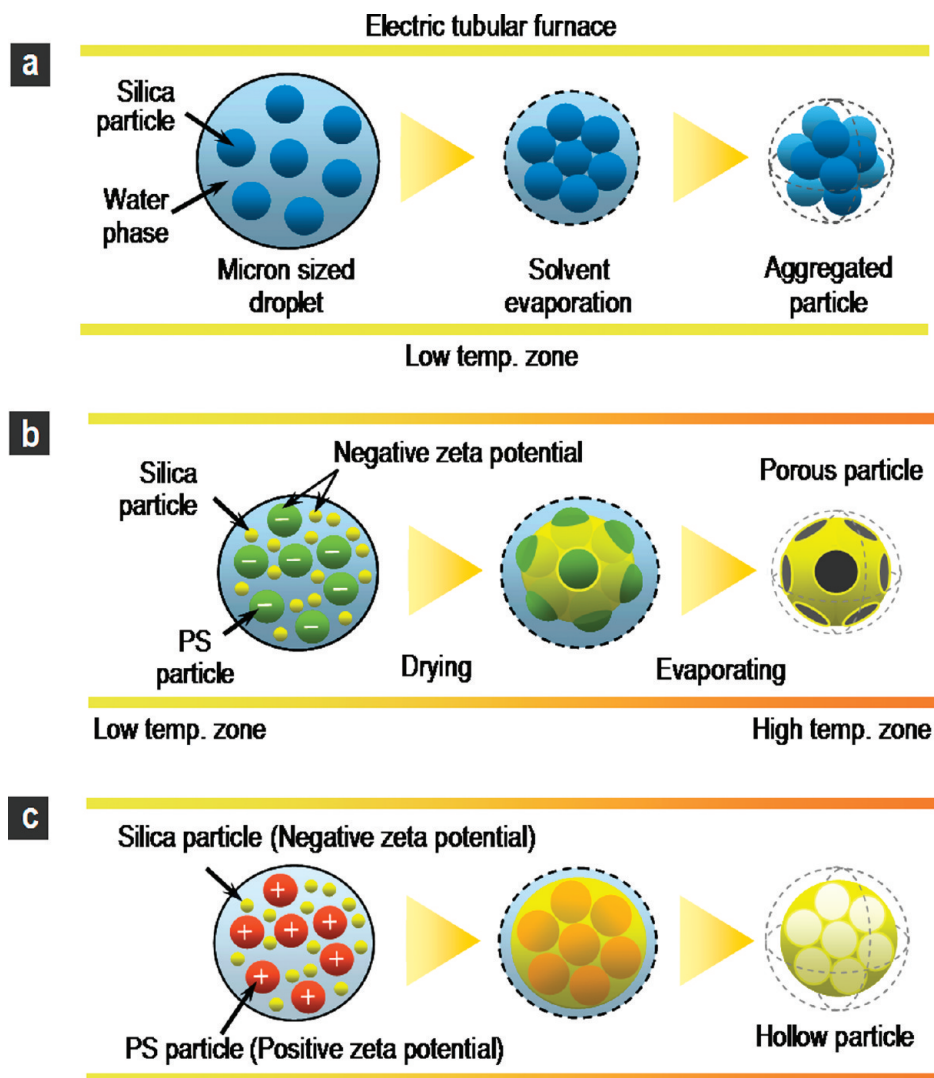 Electric tubular furnace
a
Silica
particle
Water
phase
Micron sized
droplet
Solvent
evaporation
Aggregated
particle
Low temp. zone
b
Negative zeta potential
Silica
particle
Porous particle
PS
particle
Drying
Evaporating
Low temp. zone
High temp. zone
c
Silica particle (Negative zeta potential)
PS particle (Positive zeta potential)
Hollow particle